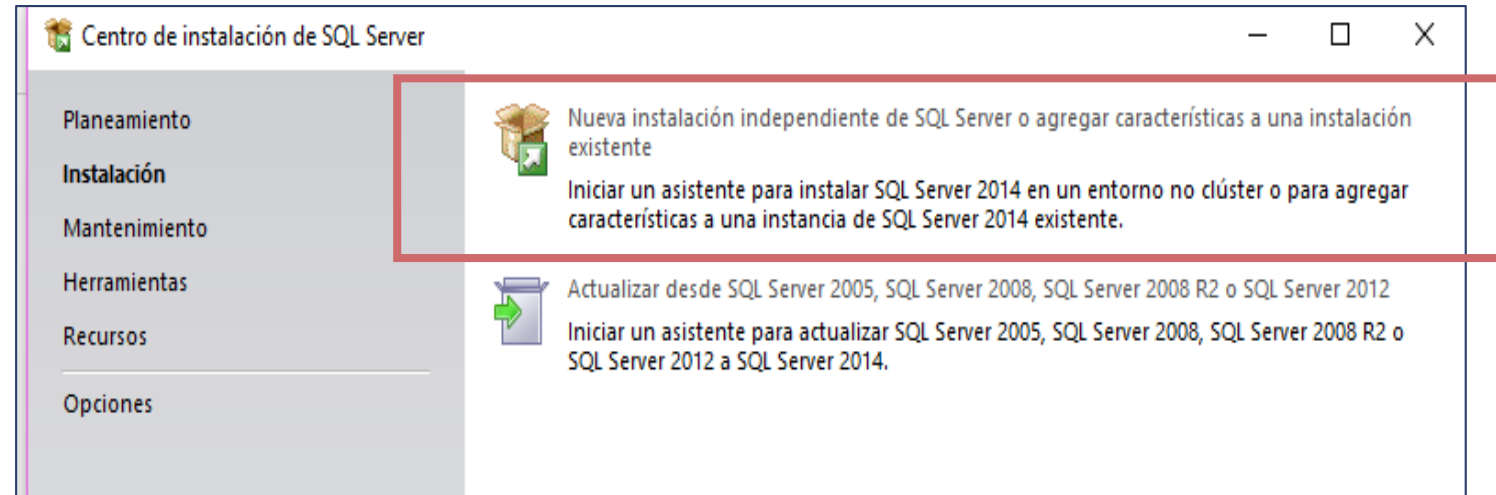 Centro de instalación de SQL Server
Planeamiento
Instalación
Mantenimiento
Herramientas
Recursos
Opciones
Nueva instalación independiente de SQL Server o agregar características a una instalación
existente
Iniciar un asistente para instalar SQL Server 2014 en un entorno no clúster o para agregar
características a una instancia de SQL Server 2014 existente.
Actualizar desde SQL Server 2005, SQL Server 2008, SQL Server 2008 R2 o SQL Server 2012
Iniciar un asistente para actualizar SQL Server 2005, SQL Server 2008, SQL Server 2008 R2 o
SQL Server 2012 a SQL Server 2014.